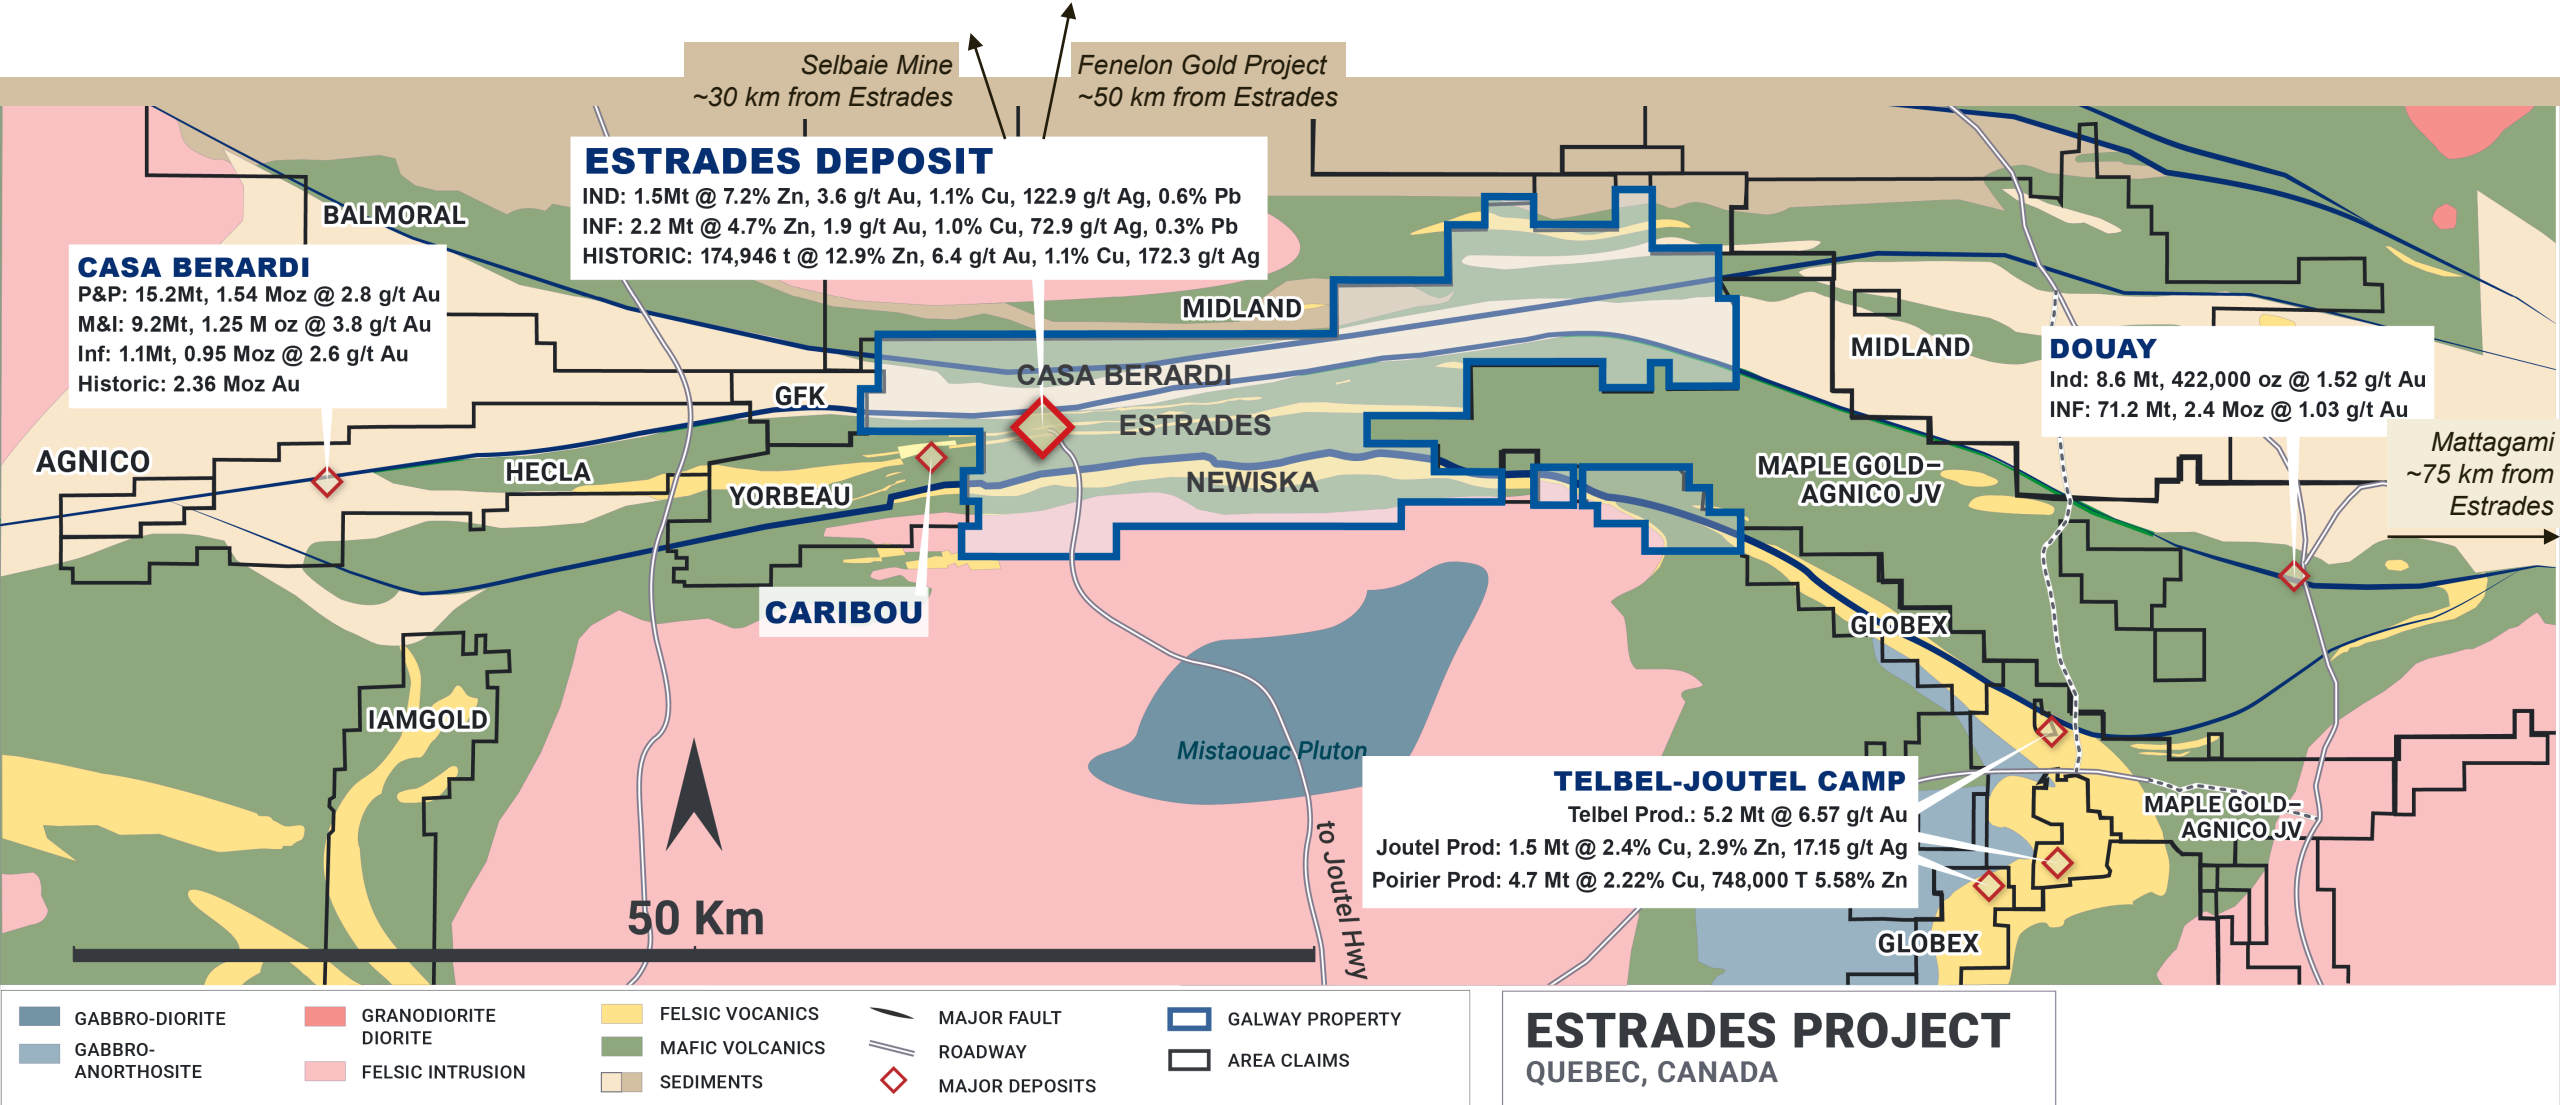 Selbaie Mine
~30 km from Estrades
Fenelon Gold Project
~50 km from Estrades
ESTRADES DEPOSIT
IND: 1.5Mt @ 7.2% Zn, 3.6 g/t Au, 1.1% Cu, 122.9 g/t Ag, 0.6% Pb
INF: 2.2 Mt @ 4.7% Zn, 1.9 g/t Au, 1.0% Cu, 72.9 g/t Ag, 0.3% Pb
HISTORIC: 174,946 t @ 12.9% Zn, 6.4 g/t Au, 1.1% Cu, 172.3 g/t Ag
BALMORAL
CASA BERARDI
P&P: 15.2Mt, 1.54 Moz @ 2.8 g/t Au
M&I: 9.2Mt, 1.25 M oz @ 3.8 g/t Au
Inf: 1.1Mt, 0.95 Moz @ 2.6 g/t Au
Historic: 2.36 Moz Au
MIDLAND
MIDLAND
DOUAY
Ind: 8.6 Mt, 422,000 oz @ 1.52 g/t Au
INF: 71.2 Mt, 2.4 Moz @ 1.03 g/t Au
CASA BERARDI
GFK
ESTRADES
AGNICO
HECLA
YORBEAU
NEWISKA
MAPLE GOLD–
AGNICO JV
Mattagami
~75 km from
Estrades
CARIBOU
GLOBEX
IAMGOLD
Mistaouac Pluton
TELBEL-JOUTEL CAMP
Telbel Prod.: 5.2 Mt @ 6.57 g/t Au
Joutel Prod: 1.5 Mt @ 2.4% Cu, 2.9% Zn, 17.15 g/t Ag
Poirier Prod: 4.7 Mt @ 2.22% Cu, 748,000 T 5.58% Zn
MAPLE GOLD–
AGNICO JV
to Joutel Hwy
50 Km
GLOBEX
GABBRO-DIORITE
GABBRO-
ANORTHOSITE
GRANODIORITE
DIORITE
FELSIC INTRUSION
FELSIC VOCANICS
MAFIC VOLCANICS
SEDIMENTS
MAJOR FAULT
ROADWAY
MAJOR DEPOSITS
GALWAY PROPERTY
AREA CLAIMS
ESTRADES PROJECT
QUEBEC, CANADA